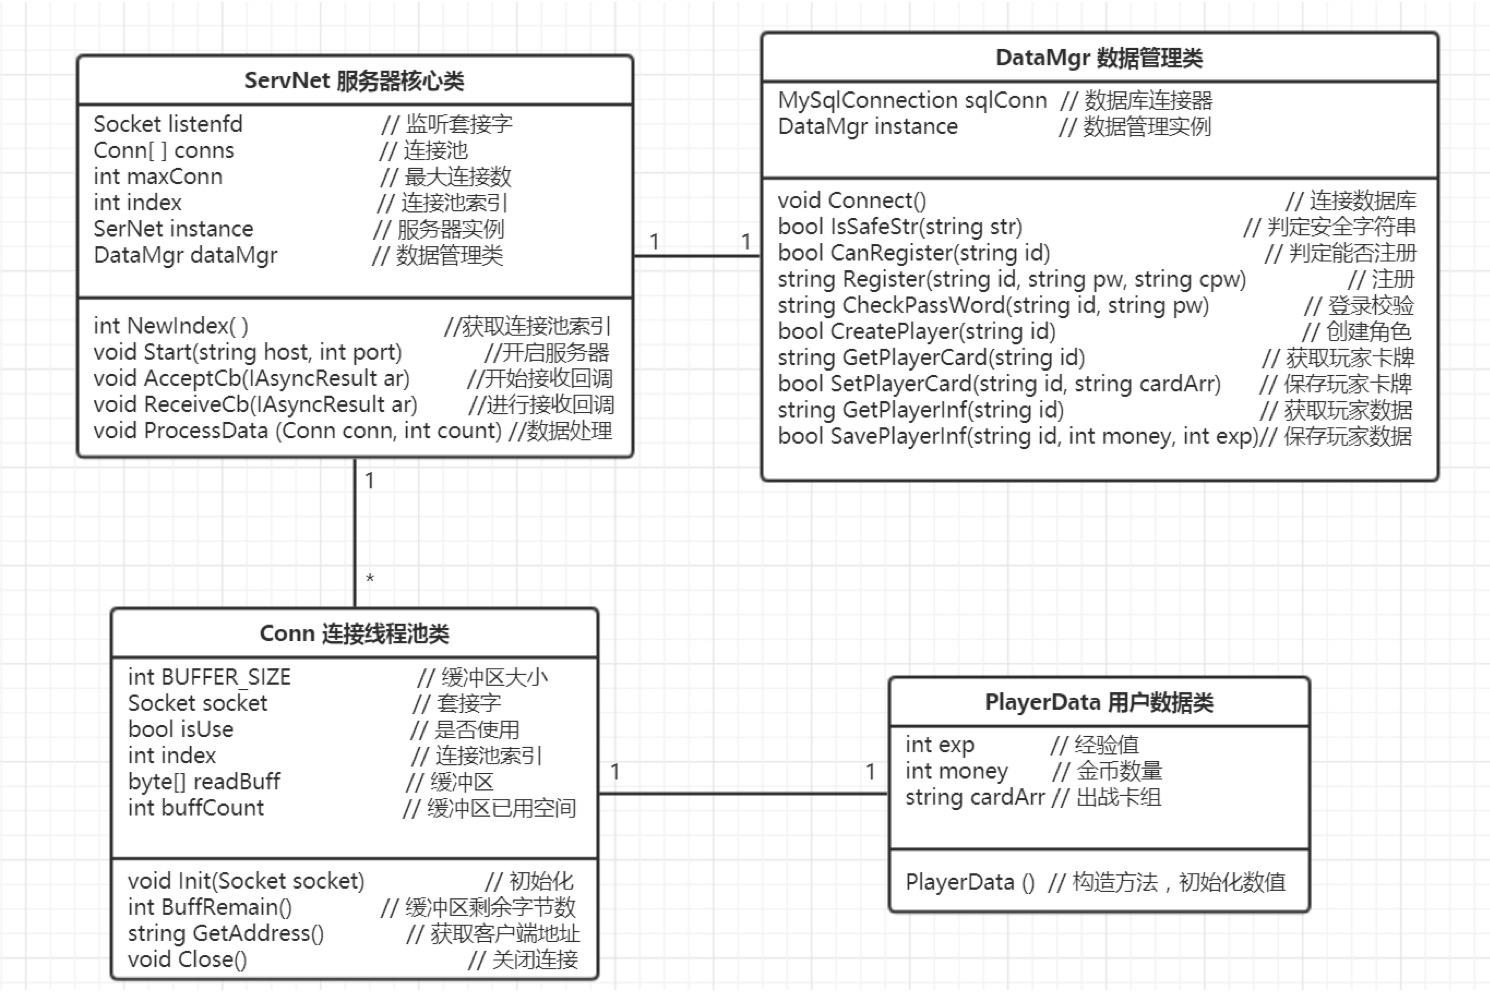 ServNet 服务器核心类
Socket listenfd // 监听套接字
Conn[ ] conns // 连接池
int maxConn // 最大连接数
int index // 连接池索引
SerNet instance // 服务器实例
DataMgr dataMgr // 数据管理类
int NewIndex( ) //获取连接池索引
void Start(string host, int port) //开启服务器
void AcceptCb(IAsyncResult ar) //开始接收回调
void ReceiveCb(IAsyncResult ar) //进行接收回调
void ProcessData (Conn conn, int count) //数据处理
1 1
DataMgr 数据管理类
MySqlConnection sqlConn // 数据库连接器
DataMgr instance // 数据管理实例
void Connect() // 连接数据库
bool IsSafeStr(string str) // 判定安全字符串
bool CanRegister(string id) // 判定能否注册
string Register(string id, string pw, string cpw) // 注册
string CheckPassWord(string id, string pw) // 登录校验
bool CreatePlayer(string id) // 创建角色
string GetPlayerCard(string id) // 获取玩家卡牌
bool SetPlayerCard(string id, string cardArr) // 保存玩家卡牌
string GetPlayerInf(string id) // 获取玩家数据
bool SavePlayerInf(string id, int money, int exp)// 保存玩家数据
1
*
Conn 连接线程池类
int BUFFER_SIZE // 缓冲区大小
Socket socket // 套接字
bool isUse // 是否使用
int index // 连接池索引
byte[] readBuff // 缓冲区
int buffCount // 缓冲区已用空间
void Init(Socket socket) // 初始化
int BuffRemain() // 缓冲区剩余字节数
string GetAddress() // 获取客户端地址
void Close() // 关闭连接
1 1
PlayerData 用户数据类
int exp // 经验值
int money // 金币数量
string cardArr // 出战卡组
PlayerData () // 构造方法，初始化数值